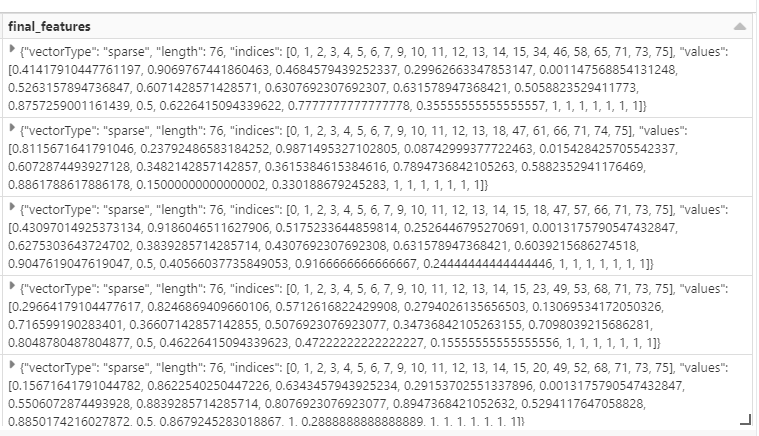 final_features
{"vectorType": "sparse", "length": 76, "indices": [0, 1, 2, 3, 4, 5, 6, 7, 9, 10, 11, 12, 13, 14, 15, 34, 46, 58, 65, 71, 73, 75], "values":
[0.41417910447761197, 0.9069767441860463, 0.4684579439252337, 0.29962663347853147, 0.001147568854131248,
0.5263157894736847, 0.6071428571428571, 0.6307692307692307, 0.631578947368421, 0.5058823529411773,
0.8757259001161439, 0.5, 0.6226415094339622, 0.7777777777777778, 0.35555555555555557, 1, 1, 1, 1, 1, 1, 1]}
{"vectorType": "sparse", "length": 76, "indices": [0, 1, 2, 3, 4, 5, 6, 7, 9, 10, 11, 12, 13, 18, 47, 61, 66, 71, 74, 75], "values":
[0.8115671641791046, 0.23792486583184252, 0.9871495327102805, 0.08742999377722463, 0.015428425705542337,
0.6072874493927128, 0.3482142857142857, 0.3615384615384616, 0.7894736842105263, 0.5882352941176469,
0.8861788617886178, 0.15000000000000002, 0.330188679245283, 1, 1, 1, 1, 1, 1, 1]}
{"vectorType": "sparse", "length": 76, "indices": [0, 1, 2, 3, 4, 5, 6, 7, 9, 10, 11, 12, 13, 14, 15, 18, 47, 57, 66, 71, 73, 75], "values":
[0.43097014925373134, 0.9186046511627906, 0.5175233644859814, 0.2526446795270691, 0.0013175790547432847,
0.6275303643724702, 0.3839285714285714, 0.4307692307692308, 0.631578947368421, 0.6039215686274518,
0.9047619047619047, 0.5, 0.40566037735849053, 0.9166666666666667, 0.24444444444444446, 1, 1, 1, 1, 1, 1, 1]}
{"vectorType": "sparse", "length": 76, "indices": [0, 1, 2, 3, 4, 5, 6, 7, 9, 10, 11, 12, 13, 14, 15, 23, 49, 53, 68, 71, 73, 75], "values":
[0.29664179104477617, 0.8246869409660106, 0.5712616822429908, 0.2794026135656503, 0.13069534172050326,
0.716599190283401, 0.36607142857142855, 0.5076923076923077, 0.34736842105263155, 0.7098039215686281,
0.8048780487804877, 0.5, 0.46226415094339623, 0.47222222222222227, 0.15555555555555556, 1, 1, 1, 1, 1, 1, 1]}
{"vectorType": "sparse", "length": 76, "indices": [0, 1, 2, 3, 4, 5, 6, 7, 9, 10, 11, 12, 13, 14, 15, 20, 49, 52, 68, 71, 73, 75], "values":
[0.15671641791044782, 0.8622540250447226, 0.6343457943925234, 0.29153702551337896, 0.0013175790547432847,
0.5506072874493928, 0.8839285714285714, 0.8076923076923077, 0.8947368421052632, 0.5294117647058828,
0.8850174216027872, 0.5, 0.8679245283018867, 1, 0.2888888888888889, 1, 1, 1, 1, 1, 1, 1]}